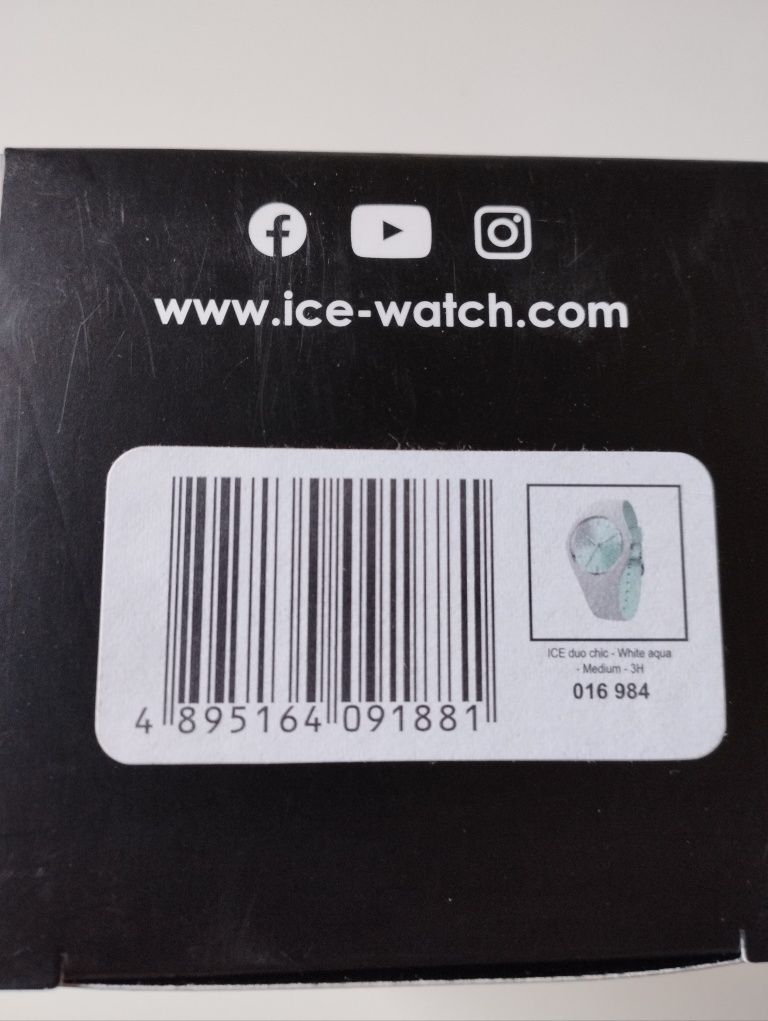 www.ice-watch.com
ICE duo chic - White aqua
- Medium - 3H
016 984
4 895164 091881